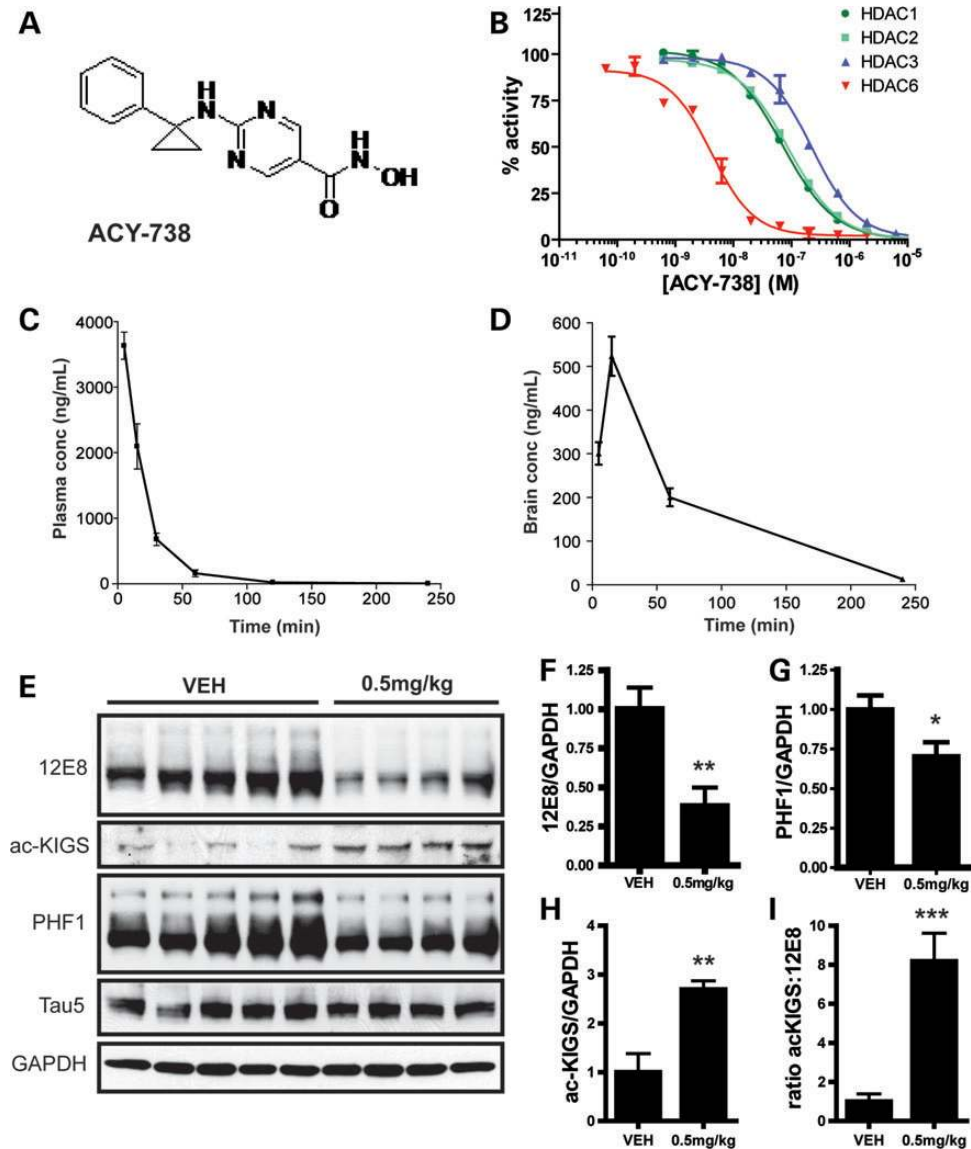 A
H
N
N
N
H
N
OH
O
ACY-738
B
HDAC1
HDAC2
HDAC3
HDAC6
% activity
100
75
50
25
0
10-11
10-10
10-9
10-8
10-7
10-6
10-5
[ACY-738] (M)
C
Plasma conc (ng/mL)
4000
3000
2000
1000
0
0 50 100 150 200 250
Time (min)
D
Brain conc (ng/mL)
600
500
400
300
200
100
0
0 50 100 150 200 250
Time (min)
E
VEH 0.5mg/kg
12E8
ac-KIGS
PHF1
Tau5
GAPDH
F
12E8/GAPDH
1.25
1.00
0.75
0.50
0.25
0.00
**
VEH 0.5mg/kg
G
PHF1/GAPDH
1.25
1.00
0.75
0.50
0.25
0.00
*
VEH 0.5mg/kg
H
ac-KIGS/GAPDH
4
3
2
1
0
**
VEH 0.5mg/kg
I
ratio acKIGS:12E8
10
8
6
4
2
0
***
VEH 0.5mg/kg